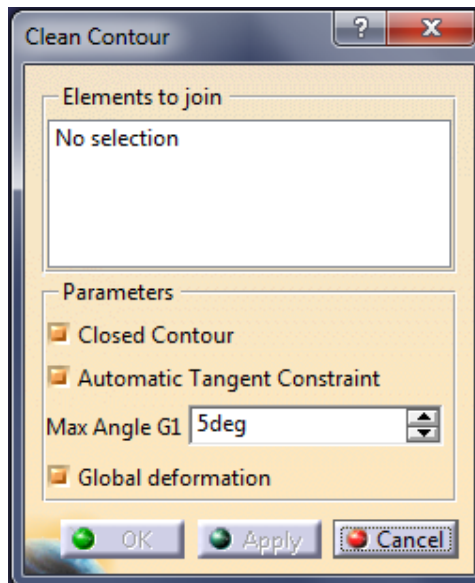 Clean Contour
?
X
Elements to join
No selection
Parameters
Closed Contour
Automatic Tangent Constraint
Max Angle G1 5deg
Global deformation
OK Apply Cancel